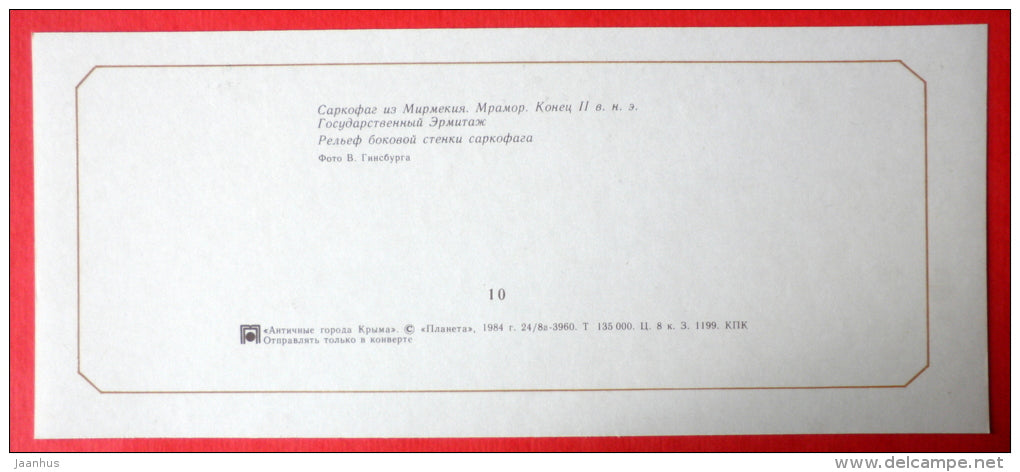 Саркофаг из Мирмекия. Мрамор. Конец II в. н. э.
Государственный Эрмитаж
Рельеф боковой стенки саркофага
Фото В. Гинсбурга
10
«Античные города Крыма». © «Планета», 1984 г. 24/8а-3960. Т 135 000. Ц. 8 к. З. 1199. КПК
Отправлять только в конверте
jaanhus
delcampe.net